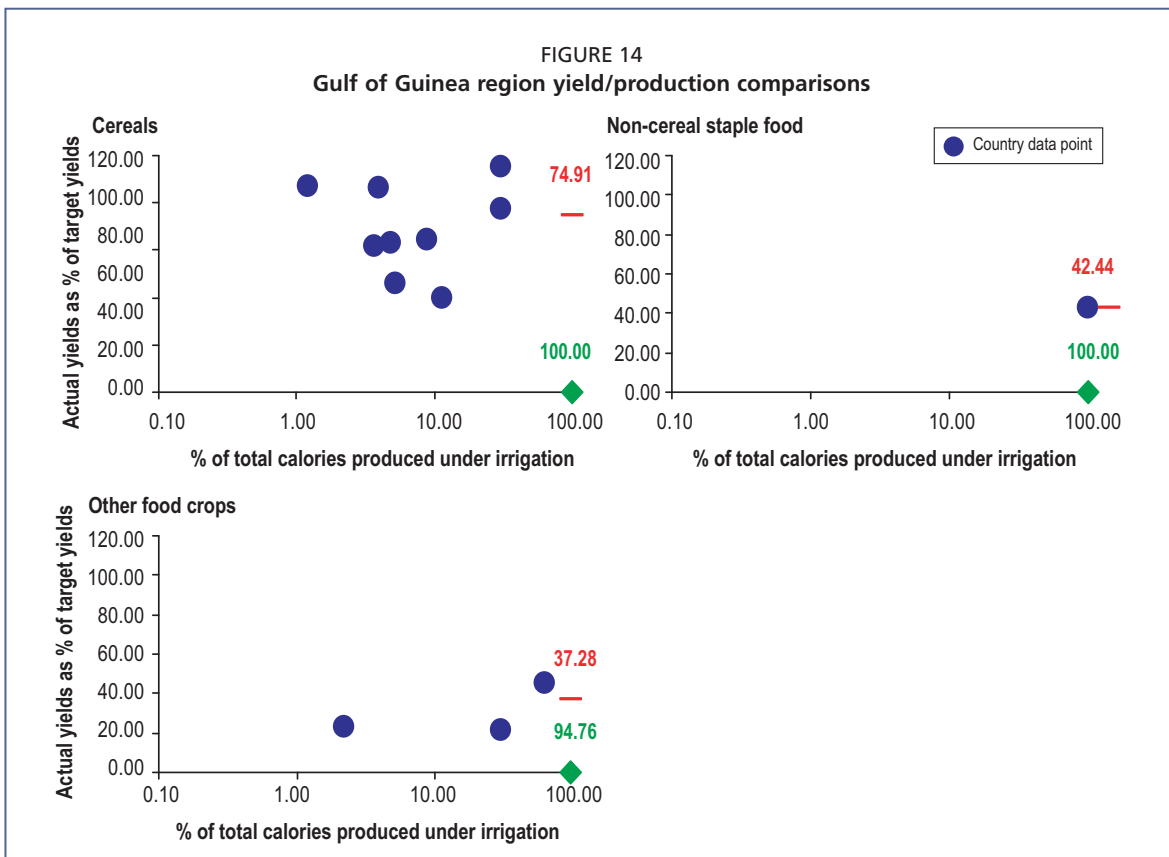 FIGURE 14
Gulf of Guinea region yield/production comparisons
Cereals
Actual yields as % of target yields
120.00
100.00
80.00
60.00
40.00
20.00
0.00
74.91
100.00
0.10 1.00 10.00 100.00
% of total calories produced under irrigation
Non-cereal staple food
Country data point
120.00
100.00
80.00
60.00
40.00
20.00
0.00
42.44
100.00
0.10 1.00 10.00 100.00
% of total calories produced under irrigation
Other food crops
Actual yields as % of target yields
120.00
100.00
80.00
60.00
40.00
20.00
0.00
37.28
94.76
0.10 1.00 10.00 100.00
% of total calories produced under irrigation